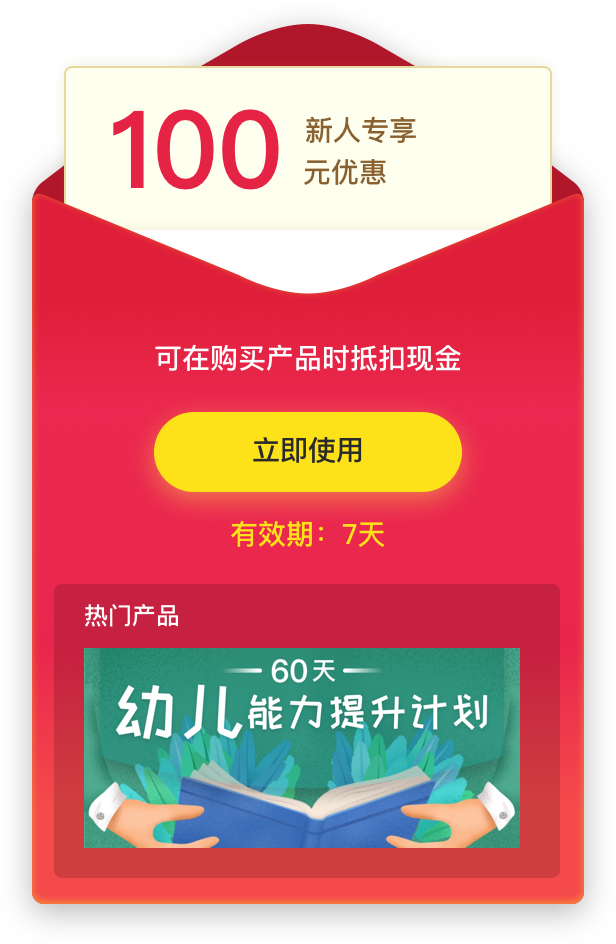 100
新人专享
元优惠
可在购买产品时抵扣现金
立即使用
有效期：7天
热门产品
60天
幼儿能力提升计划